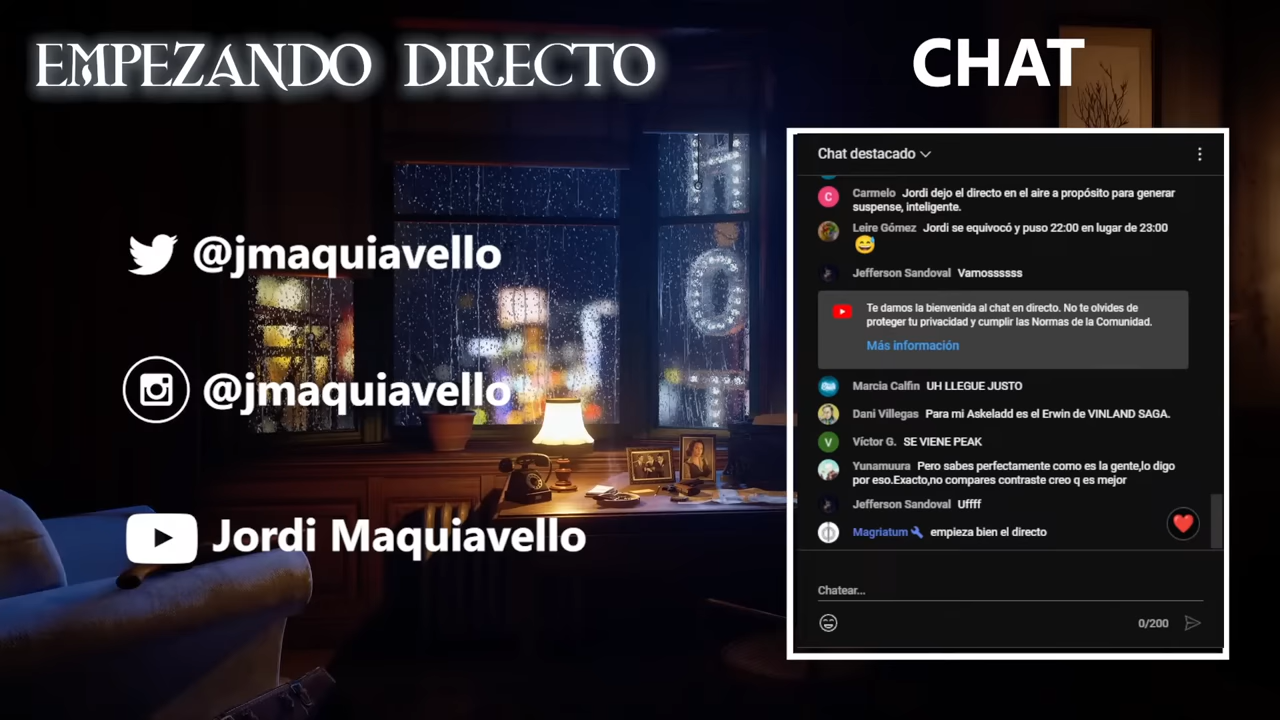 EMPEZANDO DIRECTO
CHAT
@jmaquiavello
@jmaquiavello
Jordi Maquiavello
HOT
Chat destacado
Carmelo Jordi dejo el directo en el aire a propósito para generar
suspense, inteligente.
Leire Gómez Jordi se equivocó y puso 22:00 en lugar de 23:00
😅
Jefferson Sandoval Vamossssss
Te damos la bienvenida al chat en directo. No te olvides de
proteger tu privacidad y cumplir las Normas de la Comunidad.
Más información
Marcia Calfin UH LLEGUE JUSTO
Dani Villegas Para mi Askeladd es el Erwin de VINLAND SAGA.
Víctor G. SE VIENE PEAK
Yunamuura Pero sabes perfectamente como es la gente,lo digo
por eso.Exacto,no compares contraste creo q es mejor
Jefferson Sandoval Uffff
Magriatum empieza bien el directo
Chatear...
0/200